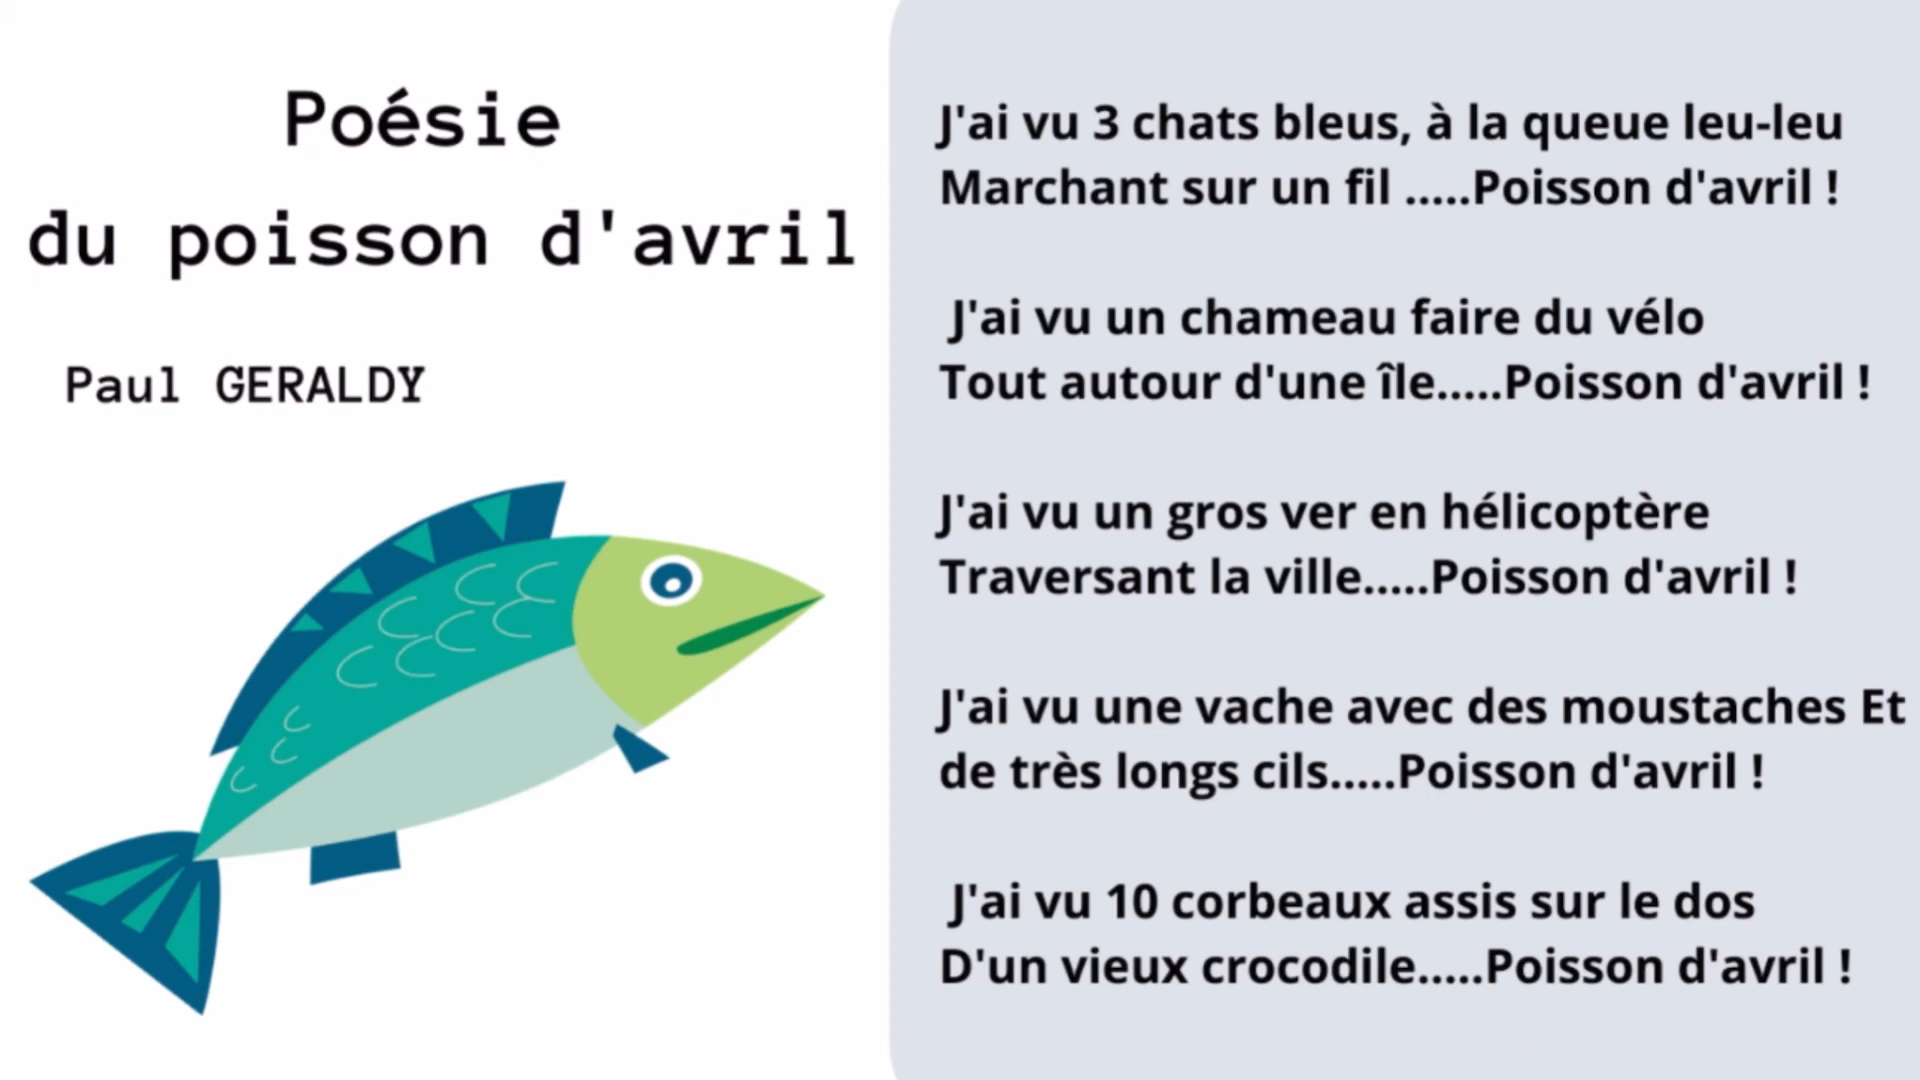 Poésie
du poisson d'avril
Paul GERALDY
J'ai vu 3 chats bleus, à la queue leu-leu
Marchant sur un fil .....Poisson d'avril !
J'ai vu un chameau faire du vélo
Tout autour d'une île.....Poisson d'avril !
J'ai vu un gros ver en hélicoptère
Traversant la ville.....Poisson d'avril !
J'ai vu une vache avec des moustaches Et
de très longs cils.....Poisson d'avril !
J'ai vu 10 corbeaux assis sur le dos
D'un vieux crocodile.....Poisson d'avril !